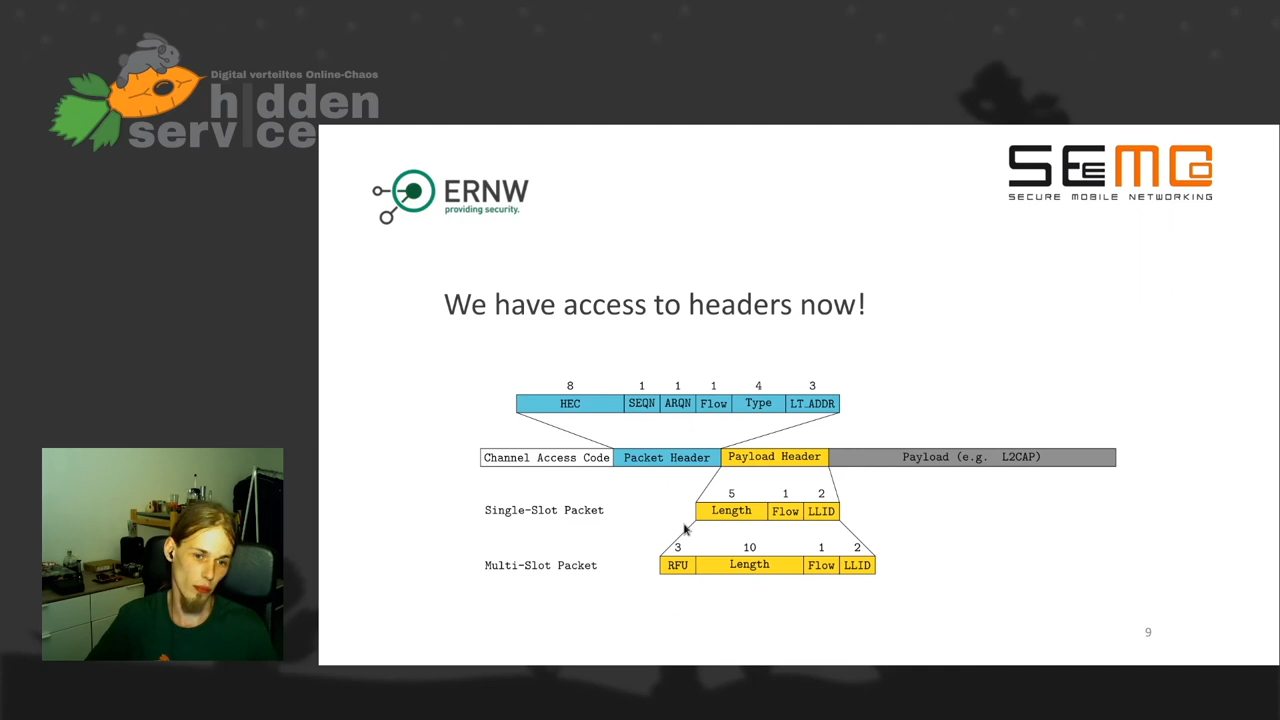 Digital verteiltes Online-Chaos
h|dden
serv|ce
ERNW
providing security.
SEEMOO
SECURE MOBILE NETWORKING
We have access to headers now!
8 1 1 1 4 3
HEC SEQN ARQN Flow Type LT_ADDR
Channel Access Code Packet Header Payload Header Payload (e.g. L2CAP)
5 1 2
Single-Slot Packet Length Flow LLID
3 10 1 2
Multi-Slot Packet RFU Length Flow LLID
9